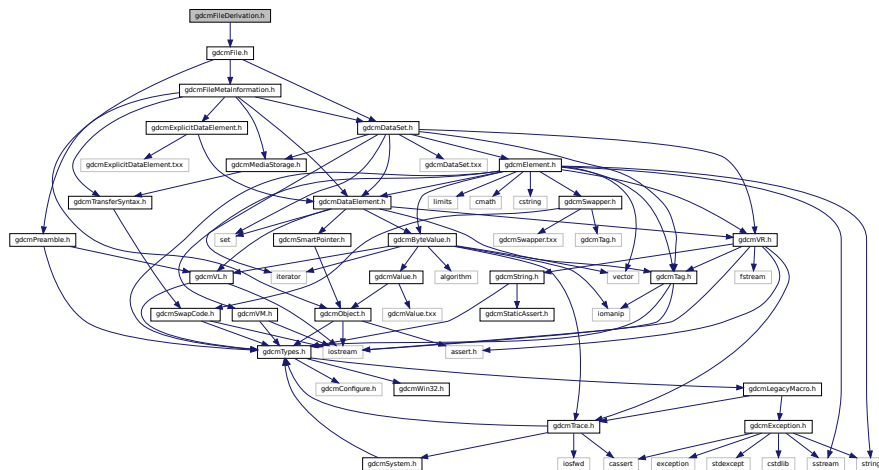 gdcmFileDerivation.h
gdcmFile.h
gdcmFileMetaInformation.h
gdcmExplicitDataElement.h
gdcmDataSet.h
gdcmExplicitDataElement.txx
gdcmMediaStorage.h
gdcmDataSet.txx
gdcmElement.h
gdcmTransferSyntax.h
gdcmDataElement.h
limits
cmath
cstring
gdcmSwapper.h
gdcmPreamble.h
set
gdcmSmartPointer.h
gdcmByteValue.h
gdcmSwapper.txx
gdcmTag.h
gdcmVR.h
gdcmVL.h
iterator
gdcmValue.h
algorithm
gdcmString.h
vector
gdcmTag.h
fstream
gdcmSwapCode.h
gdcmVM.h
gdcmObject.h
gdcmValue.txx
gdcmStaticAssert.h
iomanip
gdcmTypes.h
iostream
assert.h
gdcmConfigure.h
gdcmWin32.h
gdcmLegacyMacro.h
gdcmTrace.h
gdcmException.h
gdcmSystem.h
iosfwd
cassert
exception
stdexcept
cstdlib
sstream
string